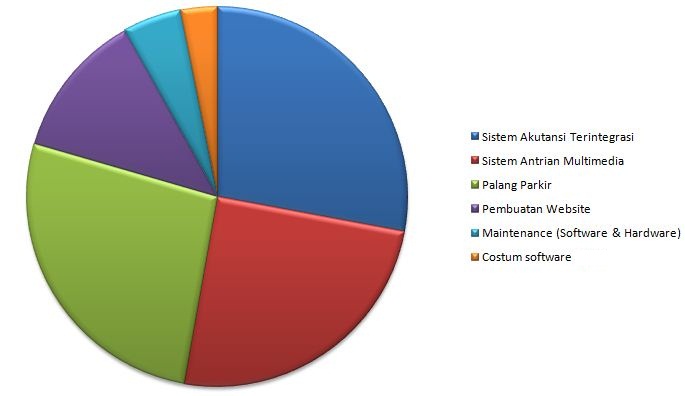 Sistem Akutansi Terintegrasi
Sistem Antrian Multimedia
Palang Parkir
Pembuatan Website
Maintenance (Software & Hardware)
Costum software